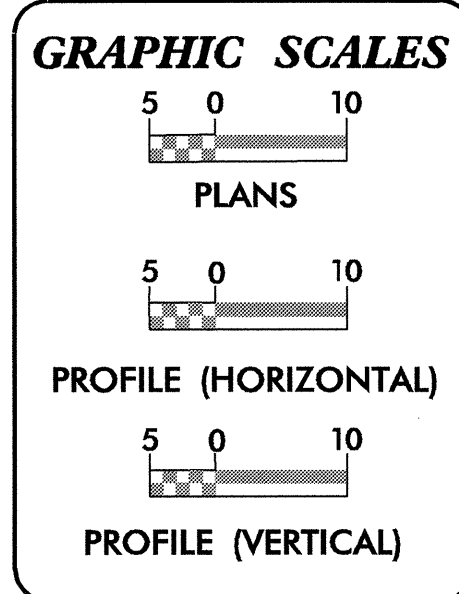 GRAPHIC SCALES
5 0 10
PLANS
5 0 10
PROFILE (HORIZONTAL)
5 0 10
PROFILE (VERTICAL)